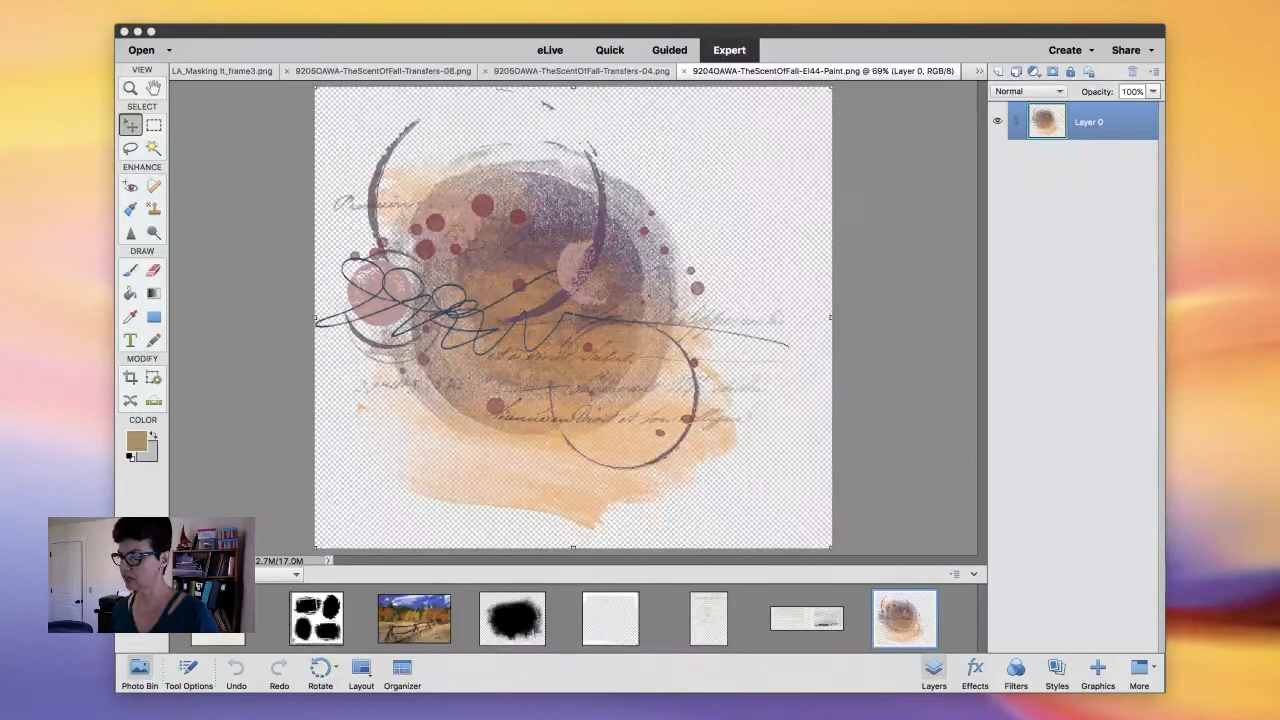 Open eLive Quick Guided Expert Create Share
VIEW LA_Masking It_frame3.png × 9205OAWA-TheScentOfFall-Transfers-08.png × 9205OAWA-TheScentOfFall-Transfers-04.png × 9204OAWA-TheScentOfFall-El44-Paint.png @ 69% (Layer 0, RGB/8)
Normal Opacity: 100%
SELECT
Layer 0
ENHANCE
DRAW
MODIFY
COLOR
2.7M/17.0M
Photo Bin Tool Options Undo Redo Rotate Layout Organizer Layers Effects Filters Styles Graphics More